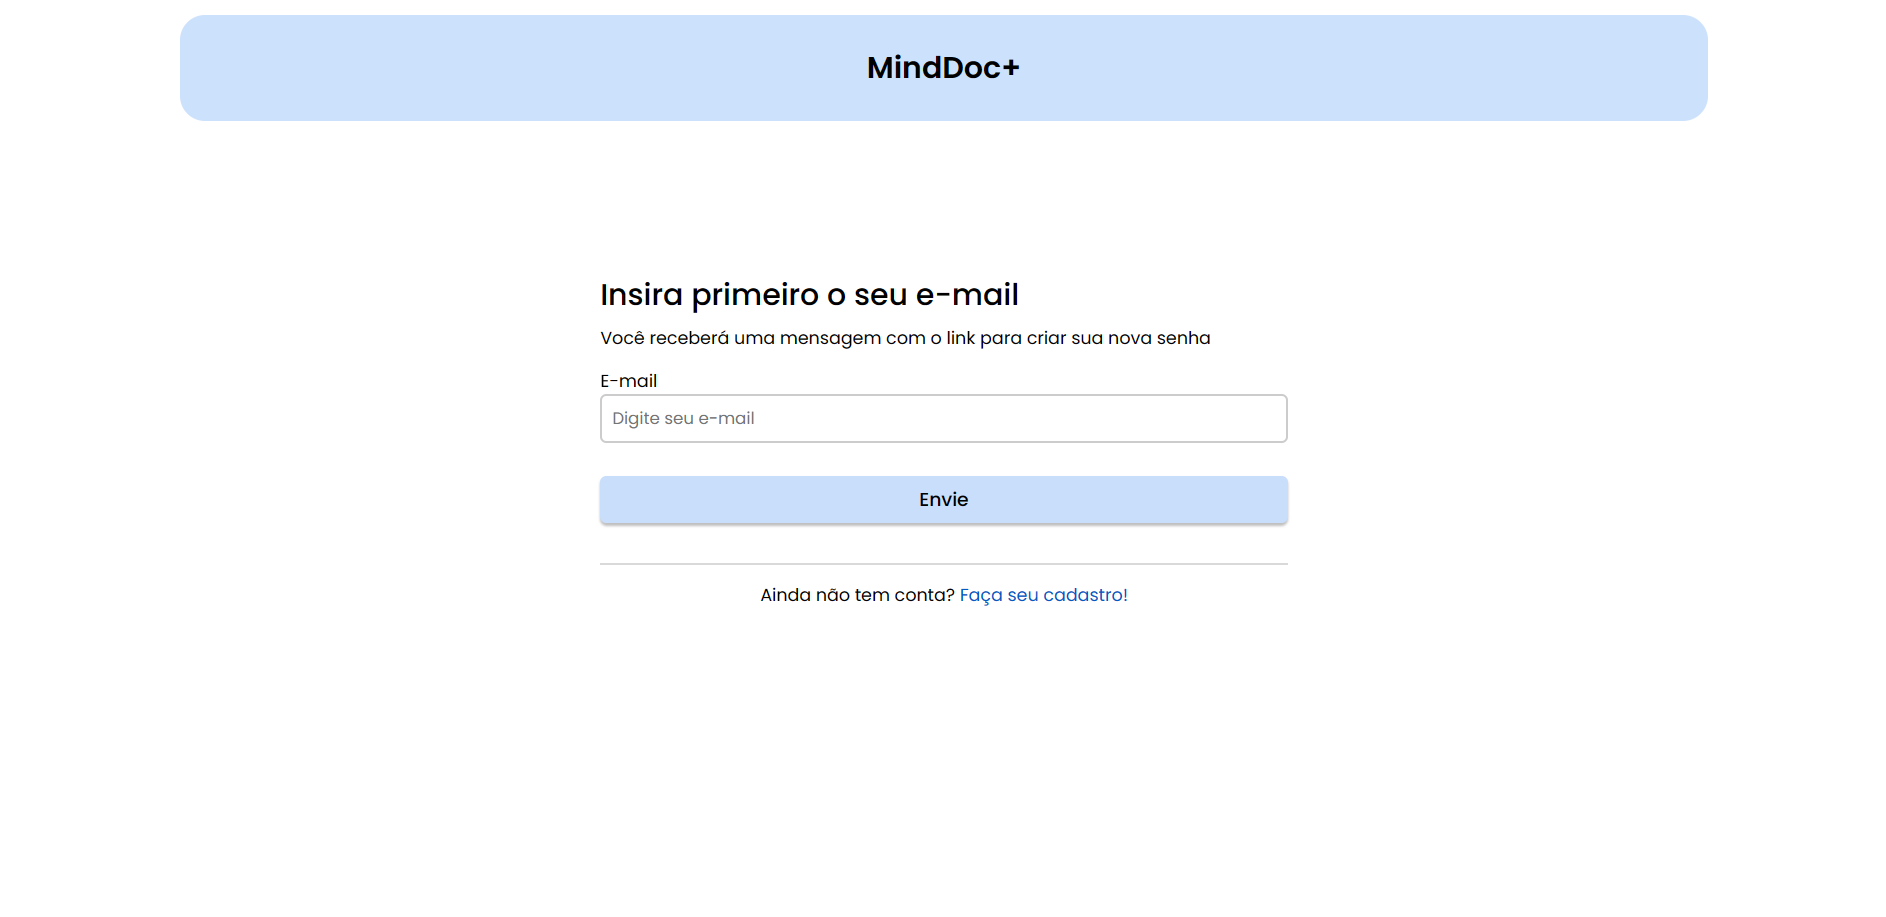 MindDoc+
Insira primeiro o seu e-mail
Você receberá uma mensagem com o link para criar sua nova senha
E-mail
Digite seu e-mail
Envie
Ainda não tem conta? Faça seu cadastro!